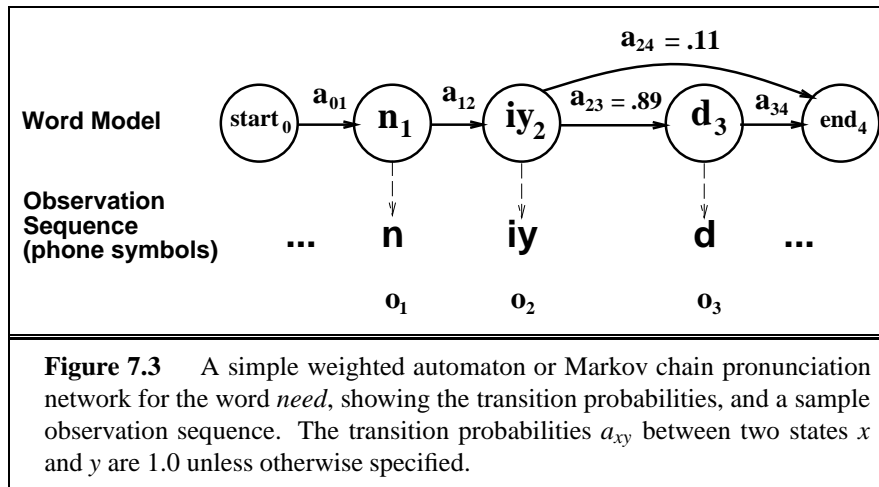 a24 = .11
a01 a12 a23 = .89 a34
Word Model start0 n1 iy2 d3 end4
Observation
Sequence
(phone symbols) ... n iy d ...
o1 o2 o3
Figure 7.3 A simple weighted automaton or Markov chain pronunciation
network for the word need, showing the transition probabilities, and a sample
observation sequence. The transition probabilities axy between two states x
and y are 1.0 unless otherwise specified.